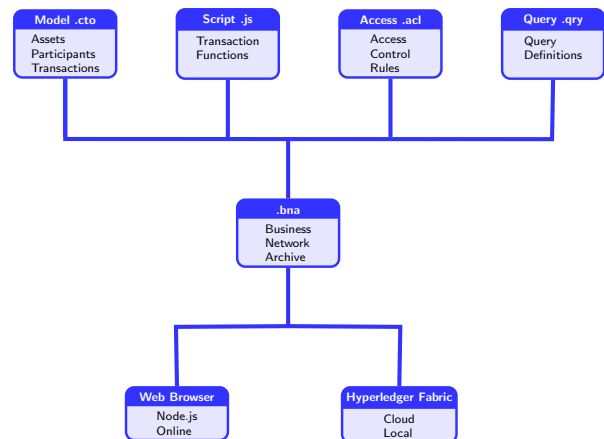 Model .cto
Assets
Participants
Transactions
Script .js
Transaction
Functions
Access .acl
Access
Control
Rules
Query .qry
Query
Definitions
.bna
Business
Network
Archive
Web Browser
Node.js
Online
Hyperledger Fabric
Cloud
Local